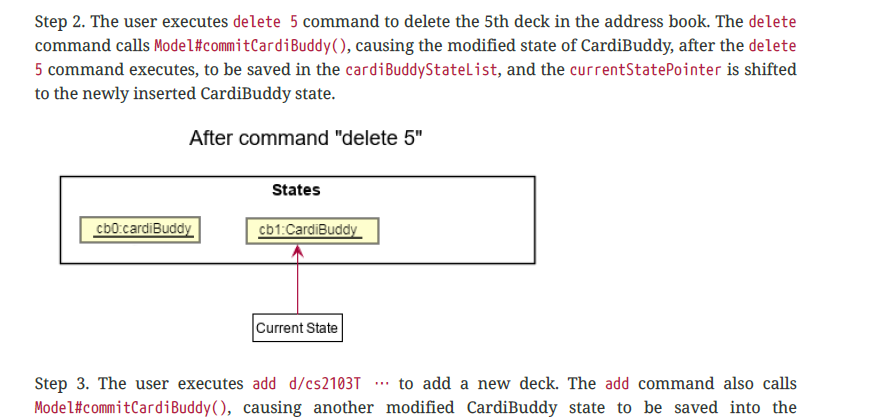 Step 2. The user executes delete 5 command to delete the 5th deck in the address book. The delete
command calls Model#commitCardiBuddy(), causing the modified state of CardiBuddy, after the delete
5 command executes, to be saved in the cardiBuddyStateList, and the currentStatePointer is shifted
to the newly inserted CardiBuddy state.
After command "delete 5"
States
cb0:cardiBuddy
cb1:CardiBuddy
Current State
Step 3. The user executes add d/cs2103T ⋯ to add a new deck. The add command also calls
Model#commitCardiBuddy(), causing another modified CardiBuddy state to be saved into the